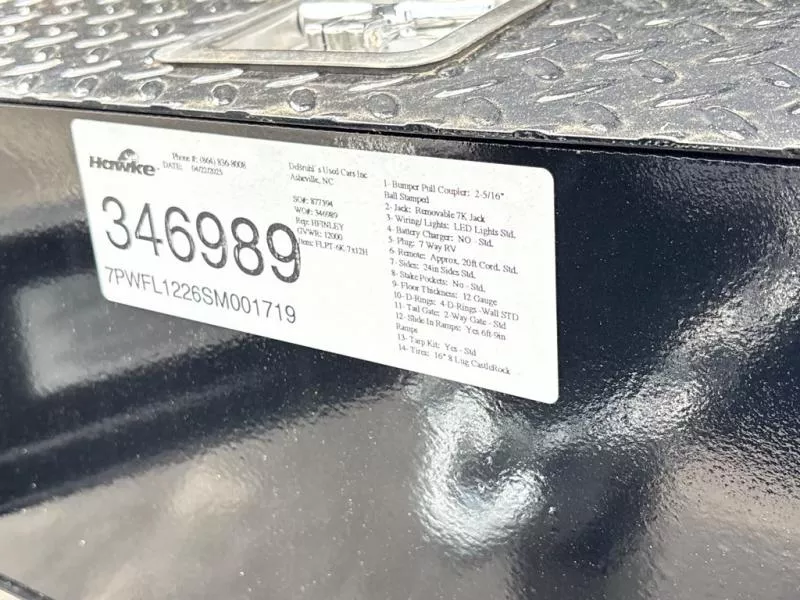 Hawke
Phone #: (864) 836-8008
DATE: 04/22/2025
DeBruhl`s Used Cars Inc
Asheville, NC
SO#: 877394
WO#: 346989
Rep: HFINLEY
GVWR: 12000
Item: FLPT-6K-7x12H
346989
7PWFL1226SM001719
1- Bumper Pull Coupler: 2-5/16"
Ball Stamped
2- Jack: Removable 7K Jack
3- Wiring/ Lights: LED Lights Std.
4- Battery Charger: NO - Std.
5- Plug: 7 Way RV
6- Remote: Approx. 20ft Cord. Std.
7- Sides: 24in Sides Std.
8- Stake Pockets: No - Std.
9- Floor Thickness: 12 Gauge
10- D-Rings: 4 D-Rings -Wall STD
11- Tail Gate: 2-Way Gate - Std
12- Slide In Ramps: Yes 6ft-9in
Ramps
13- Tarp Kit: Yes - Std
14- Tires: 16" 8 Lug CastleRock